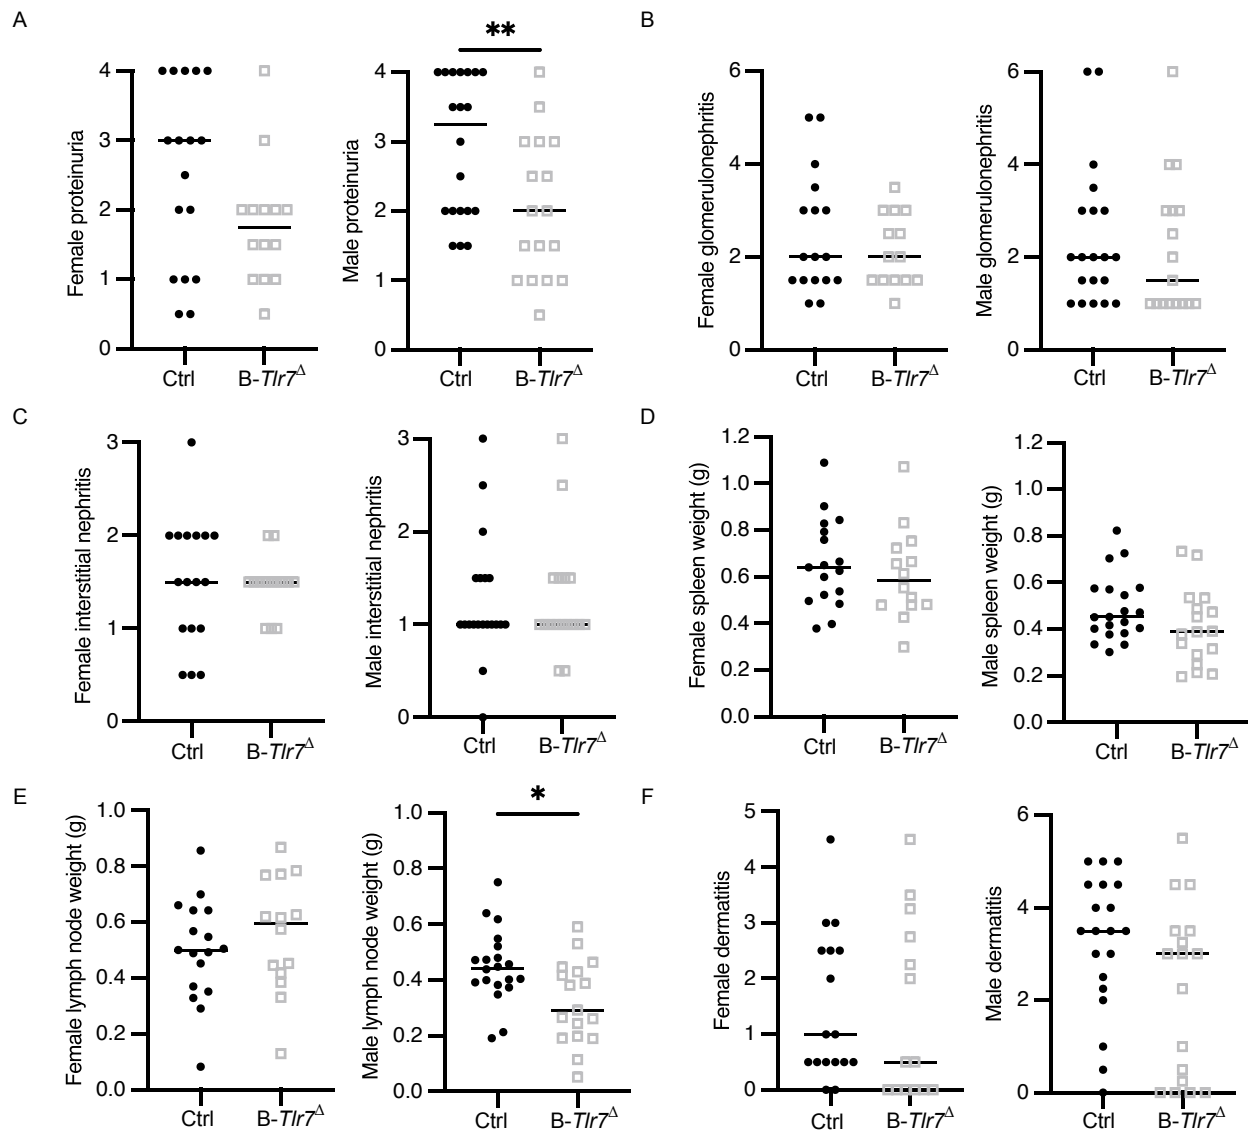 A
**
Female proteinuria
4
3
2
1
0
Ctrl
B-Tlr7Δ
Male proteinuria
4
3
2
1
0
Ctrl
B-Tlr7Δ
B
Female glomerulonephritis
6
4
2
0
Ctrl
B-Tlr7Δ
Male glomerulonephritis
6
4
2
0
Ctrl
B-Tlr7Δ
C
Female interstitial nephritis
3
2
1
0
Ctrl
B-Tlr7Δ
Male interstitial nephritis
3
2
1
0
Ctrl
B-Tlr7Δ
D
Female spleen weight (g)
1.2
1.0
0.8
0.6
0.4
0.2
0.0
Ctrl
B-Tlr7Δ
Male spleen weight (g)
1.2
1.0
0.8
0.6
0.4
0.2
0.0
Ctrl
B-Tlr7Δ
E
Female lymph node weight (g)
1.0
0.8
0.6
0.4
0.2
0.0
Ctrl
B-Tlr7Δ
*
Male lymph node weight (g)
1.0
0.8
0.6
0.4
0.2
0.0
Ctrl
B-Tlr7Δ
F
Female dermatitis
5
4
3
2
1
0
Ctrl
B-Tlr7Δ
Male dermatitis
6
4
2
0
Ctrl
B-Tlr7Δ